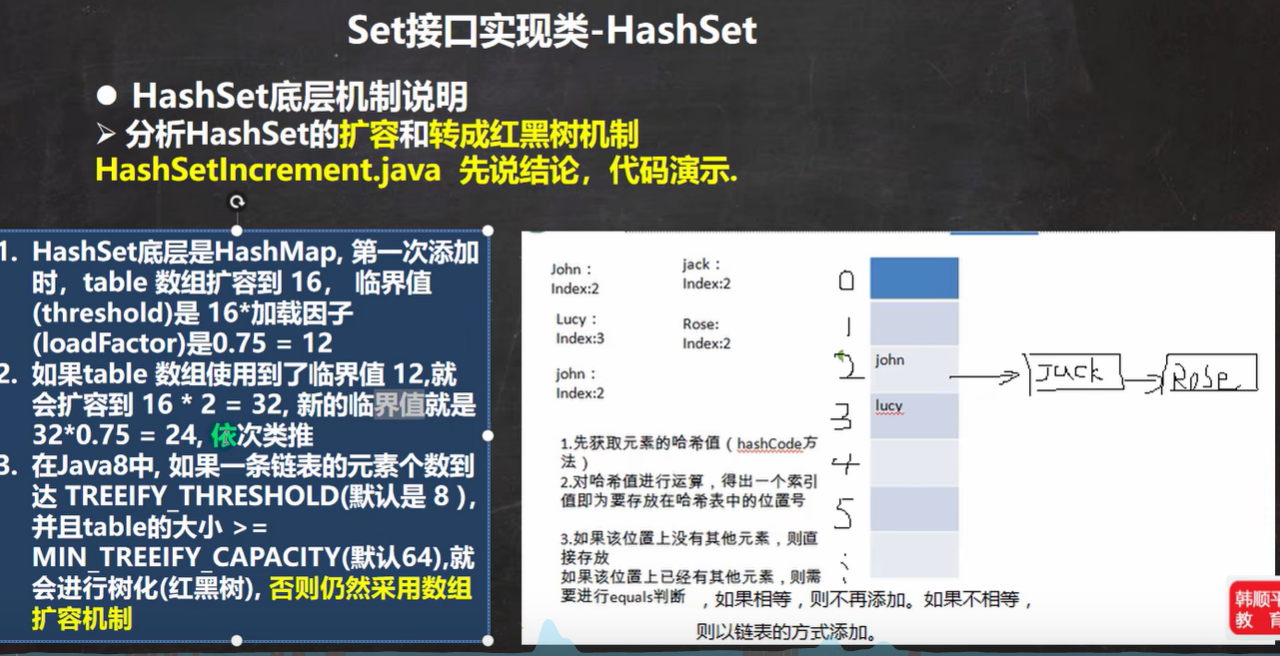 Set接口实现类-HashSet
● HashSet底层机制说明
➢ 分析HashSet的扩容和转成红黑树机制
HashSetIncrement.java 先说结论，代码演示.
1. HashSet底层是HashMap, 第一次添加
时，table 数组扩容到 16， 临界值
(threshold)是 16*加载因子
(loadFactor)是0.75 = 12
2. 如果table 数组使用到了临界值 12,就
会扩容到 16 * 2 = 32, 新的临界值就是
32*0.75 = 24, 依次类推
3. 在Java8中, 如果一条链表的元素个数到
达 TREEIFY_THRESHOLD(默认是 8 ),
并且table的大小 >=
MIN_TREEIFY_CAPACITY(默认64),就
会进行树化(红黑树), 否则仍然采用数组
扩容机制
John：
Index:2
jack：
Index:2
Lucy：
Index:3
Rose:
Index:2
john：
Index:2
1.先获取元素的哈希值（hashCode方
法）
2.对哈希值进行运算，得出一个索引
值即为要存放在哈希表中的位置号
3.如果该位置上没有其他元素，则直
接存放
如果该位置上已经有其他元素，则需
要进行equals判断 ，如果相等，则不再添加。如果不相等，
则以链表的方式添加。
0
1
2 john Jack Rose
3 lucy
4
5
韩顺平
教 育